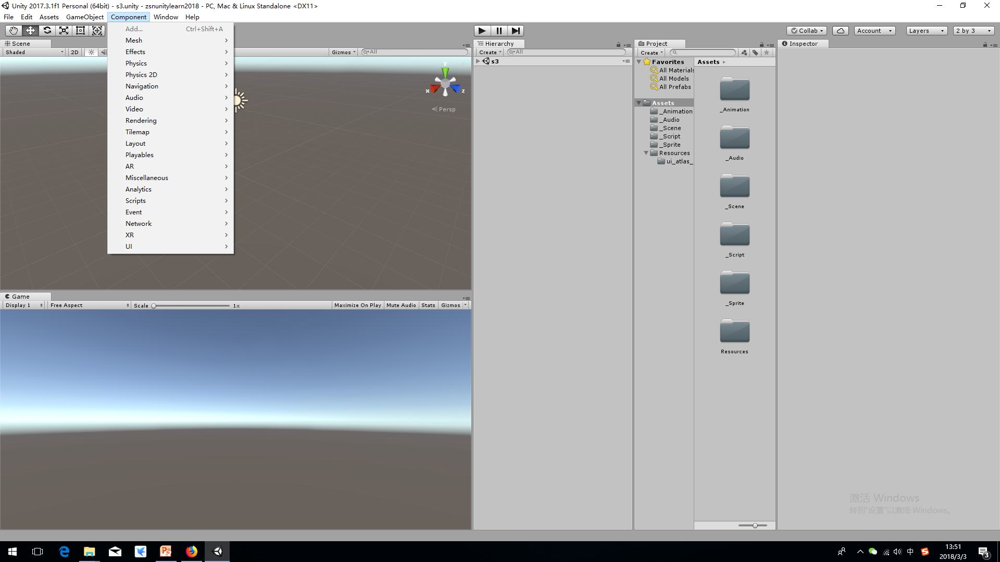 Unity 2017.3.1f1 Personal (64bit) - s3.unity - zsnunitylearn2018 - PC, Mac & Linux Standalone <DX11>
File Edit Assets GameObject Component Window Help
Collab Account Layers 2 by 3
Add... Ctrl+Shift+A
Mesh
Effects
Physics
Physics 2D
Navigation
Audio
Video
Rendering
Tilemap
Layout
Playables
AR
Miscellaneous
Analytics
Scripts
Event
Network
XR
UI
Scene
Shaded 2D Gizmos All
y
x z
Persp
Game
Display 1 Free Aspect Scale 1x Maximize On Play Mute Audio Stats Gizmos
Hierarchy
Create All
s3
Project
Create
Favorites
All Materials
All Models
All Prefabs
Assets
_Animation
_Audio
_Scene
_Script
_Sprite
Resources
ui_atlas_
Assets
_Animation
_Audio
_Scene
_Script
_Sprite
Resources
Inspector
激活 Windows
转到"设置"以激活 Windows。
中
13:51
2018/3/3
3